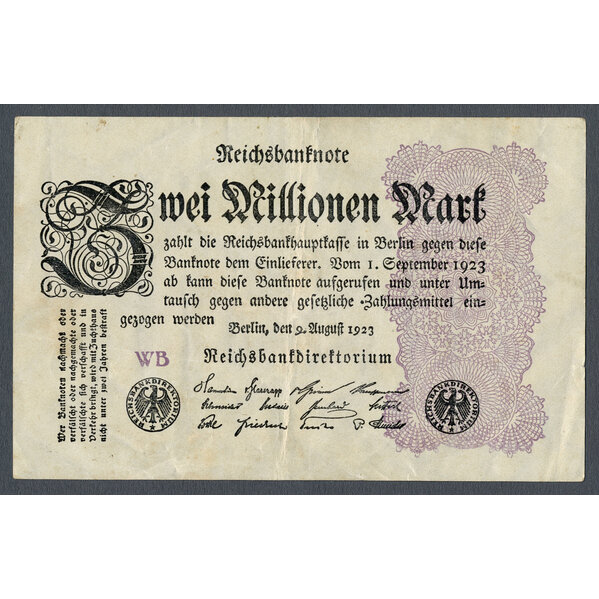 Reichsbanknote
Zwei Millionen Mark
zahlt die Reichsbankhauptkasse in Berlin gegen diese
Banknote dem Einlieferer. Vom 1. September 1923
ab kann diese Banknote aufgerufen und unter Um-
tausch gegen andere gesetzliche Zahlungsmittel ein-
gezogen werden
Berlin, den 9. August 1923
WB
Reichsbankdirektorium
REICHSBANKDIREKTORIUM
REICHSBANKDIREKTORIUM
Wer Banknoten nachmacht oder
verfälscht oder nachgemachte oder
verfälschte sich verschafft und in
Verkehr bringt, wird mit Zuchthaus
nicht unter zwei Jahren bestraft